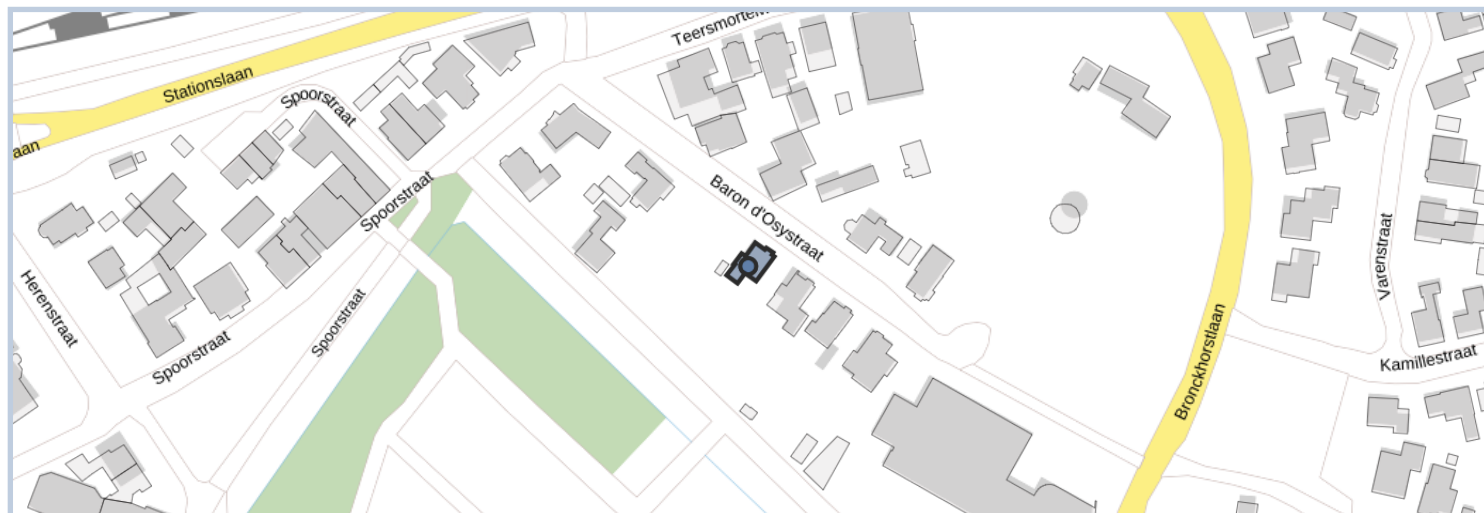 Stationslaan
Spoorstraat
aan
Spoorstraat
Baron d'Osystraat
Varenstraat
Herenstraat
Spoorstraat
Spoorstraat
Bronckhorstlaan
Kamillestraat